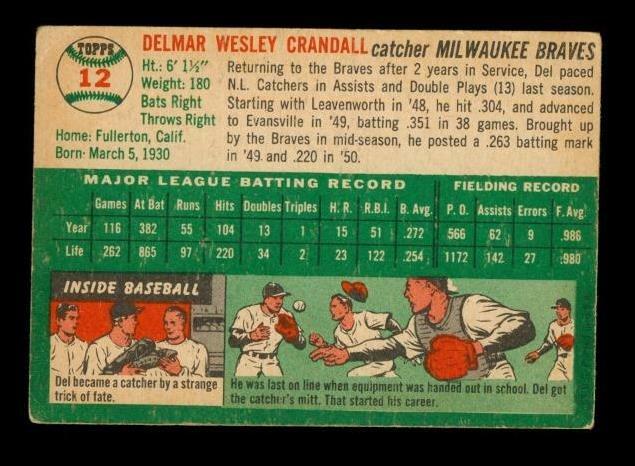 TOPPS
12
DELMAR WESLEY CRANDALL catcher MILWAUKEE BRAVES
Ht.: 6' 1½"
Weight: 180
Bats Right
Throws Right
Home: Fullerton, Calif.
Born: March 5, 1930
Returning to the Braves after 2 years in Service, Del paced
N.L. Catchers in Assists and Double Plays (13) last season.
Starting with Leavenworth in '48, he hit .304, and advanced
to Evansville in '49, batting .351 in 38 games. Brought up
by the Braves in mid-season, he posted a .263 batting mark
in '49 and .220 in '50.
MAJOR LEAGUE BATTING RECORD FIELDING RECORD
Games At Bat Runs Hits Doubles Triples H. R. R.B.I. B. Avg. P. O. Assists Errors F. Avg.
Year 116 382 55 104 13 1 15 51 .272 566 62 9 .986
Life 262 865 97 220 34 2 23 122 .254 1172 142 27 .980
INSIDE BASEBALL
Del became a catcher by a strange
trick of fate.
He was last on line when equipment was handed out in school. Del got
the catcher's mitt. That started his career.